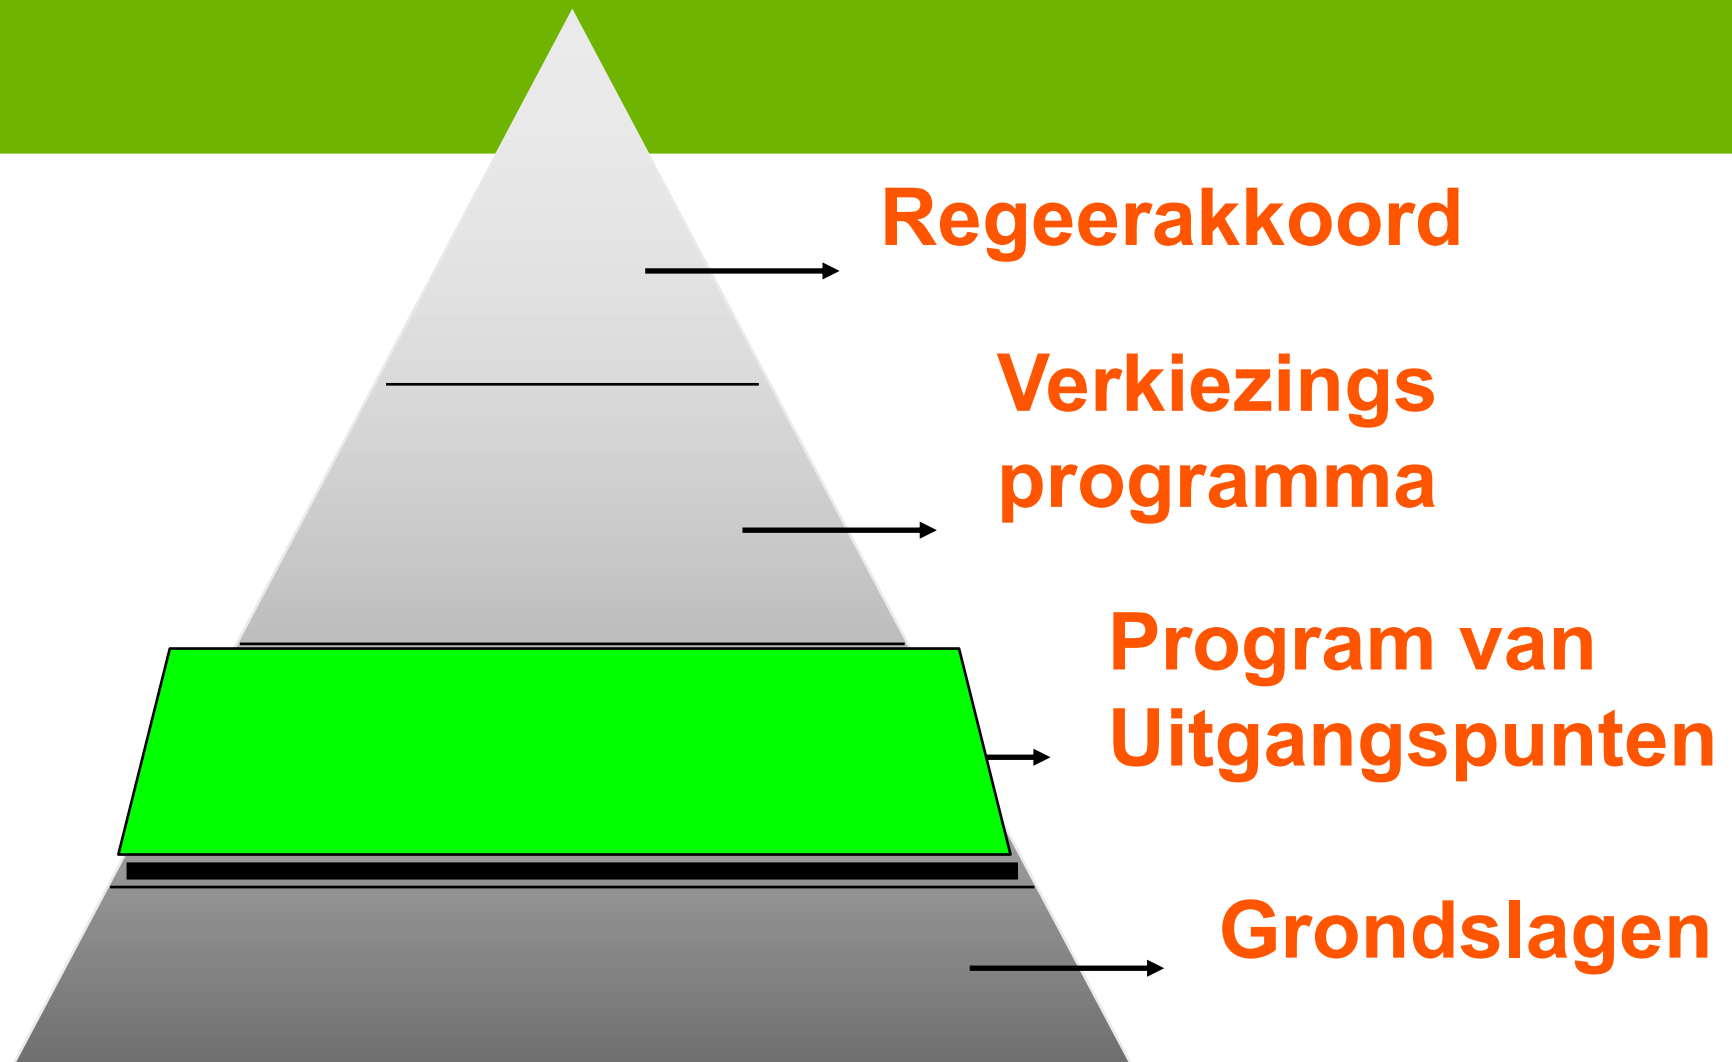 Regeerakkoord
Verkiezings
programma
Program van
Uitgangspunten
Grondslagen